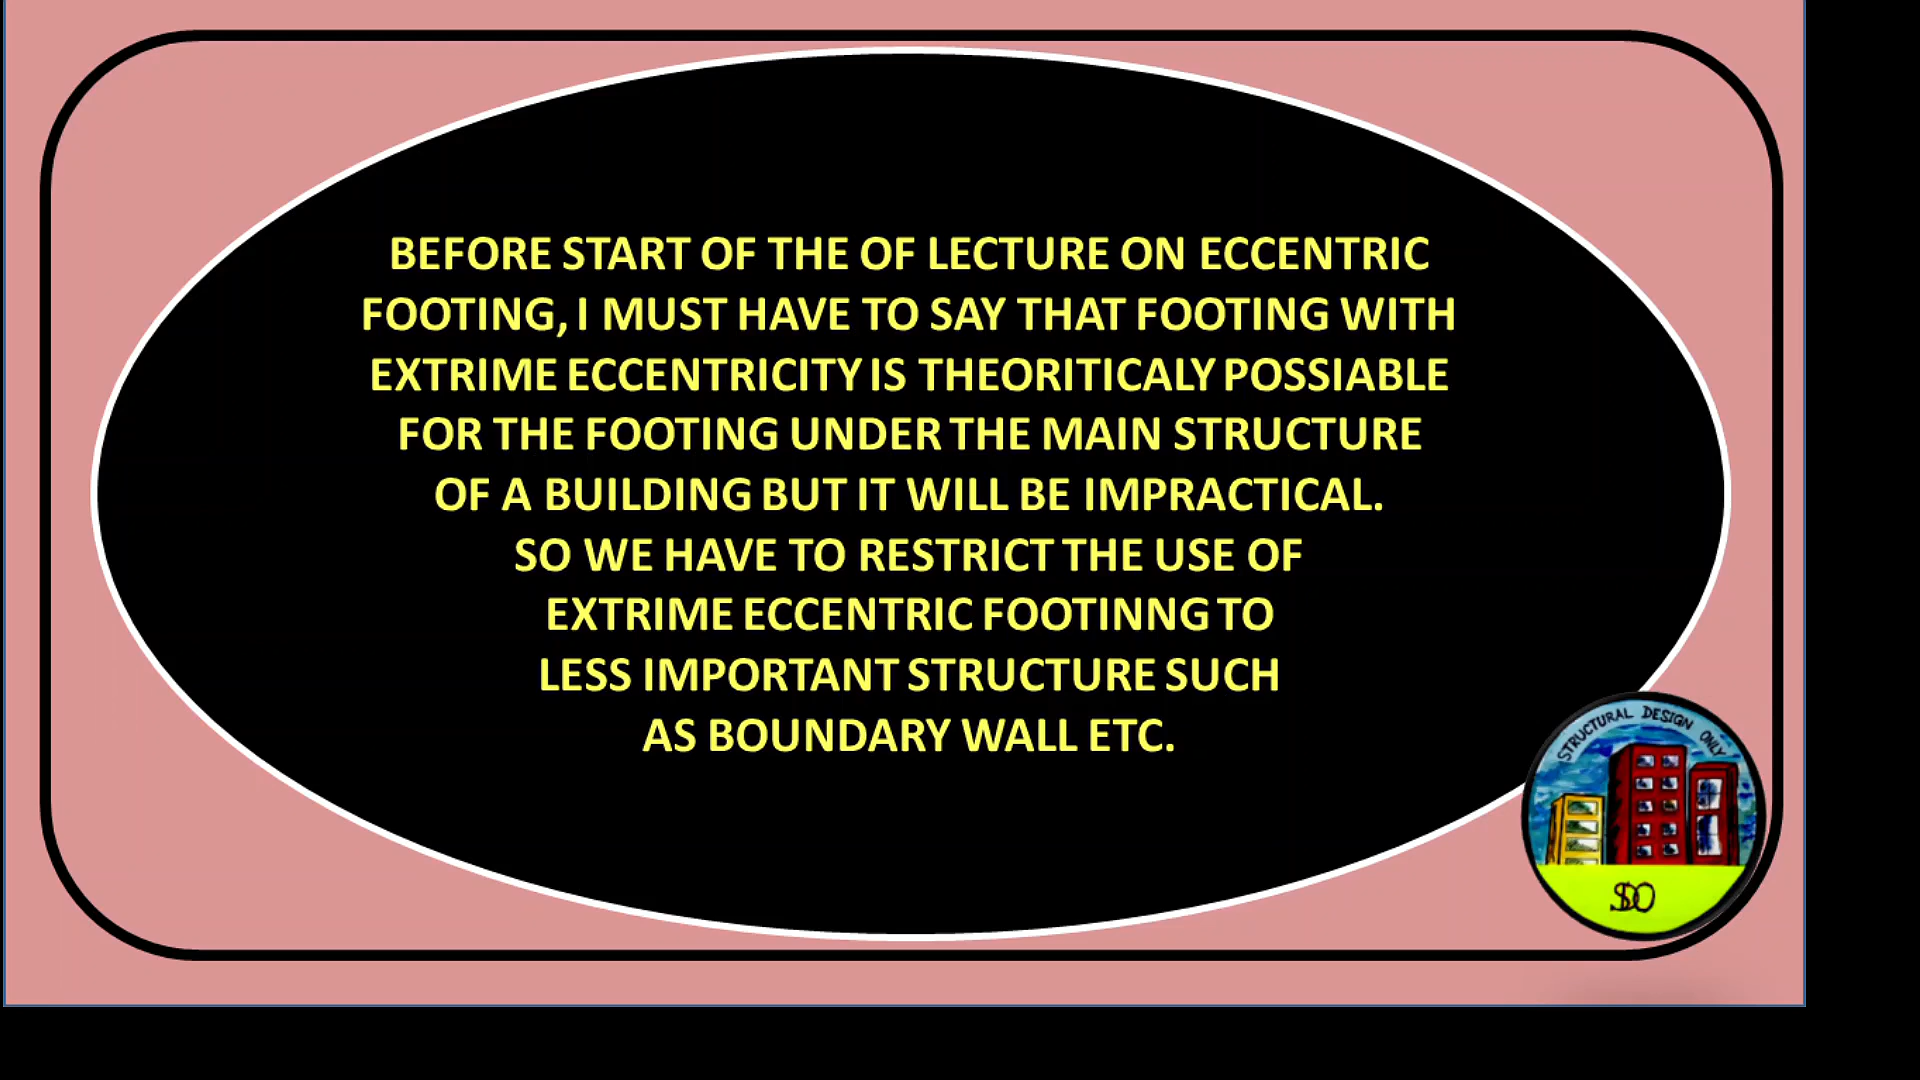 BEFORE START OF THE OF LECTURE ON ECCENTRIC
FOOTING, I MUST HAVE TO SAY THAT FOOTING WITH
EXTRIME ECCENTRICITY IS THEORITICALY POSSIABLE
FOR THE FOOTING UNDER THE MAIN STRUCTURE
OF A BUILDING BUT IT WILL BE IMPRACTICAL.
SO WE HAVE TO RESTRICT THE USE OF
EXTRIME ECCENTRIC FOOTINNG TO
LESS IMPORTANT STRUCTURE SUCH
AS BOUNDARY WALL ETC.
STRUCTURAL DESIGN ONLY
SDO